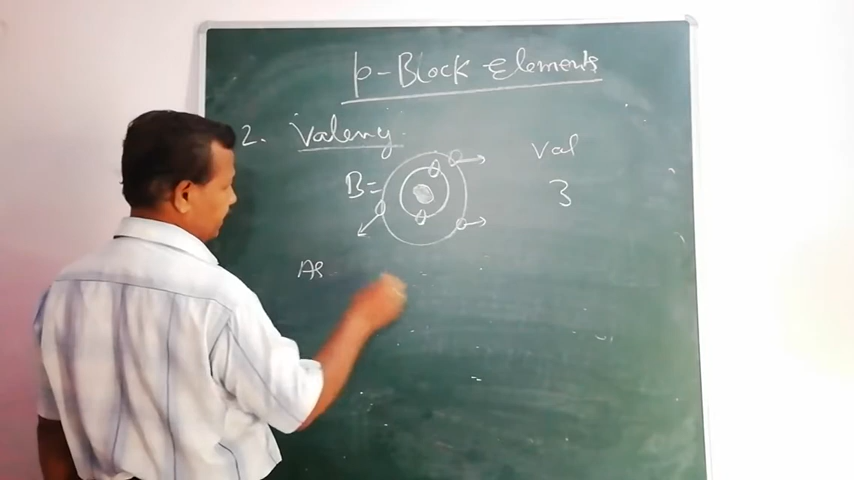 p-Block Elements
2. Valency.
Val
B= 3
Al